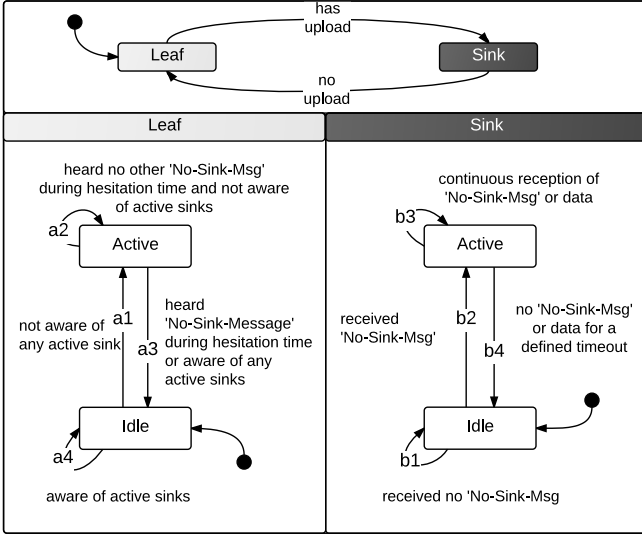 has
upload
Leaf
Sink
no
upload
Leaf
Sink
heard no other 'No-Sink-Msg'
during hesitation time and not aware
of active sinks
a2
Active
a1
not aware of
any active sink
a3
heard
'No-Sink-Message'
during hesitation time
or aware of any
active sinks
Idle
a4
aware of active sinks
continuous reception of
'No-Sink-Msg' or data
b3
Active
received
'No-Sink-Msg'
b2
b4
no 'No-Sink-Msg'
or data for a
defined timeout
Idle
b1
received no 'No-Sink-Msg